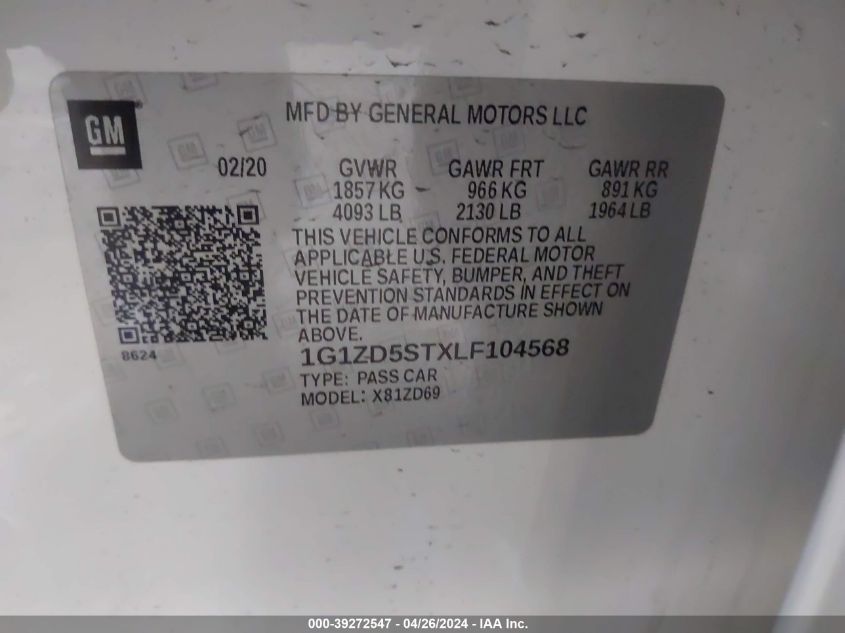 GM
MFD BY GENERAL MOTORS LLC
02/20 GVWR GAWR FRT GAWR RR
1857 KG 966 KG 891 KG
4093 LB 2130 LB 1964 LB
THIS VEHICLE CONFORMS TO ALL
APPLICABLE U.S. FEDERAL MOTOR
VEHICLE SAFETY, BUMPER, AND THEFT
PREVENTION STANDARDS IN EFFECT ON
THE DATE OF MANUFACTURE SHOWN
ABOVE.
8624
1G1ZD5STXLF104568
TYPE: PASS CAR
MODEL: X81ZD69
000-39272547 - 04/26/2024 - IAA Inc.